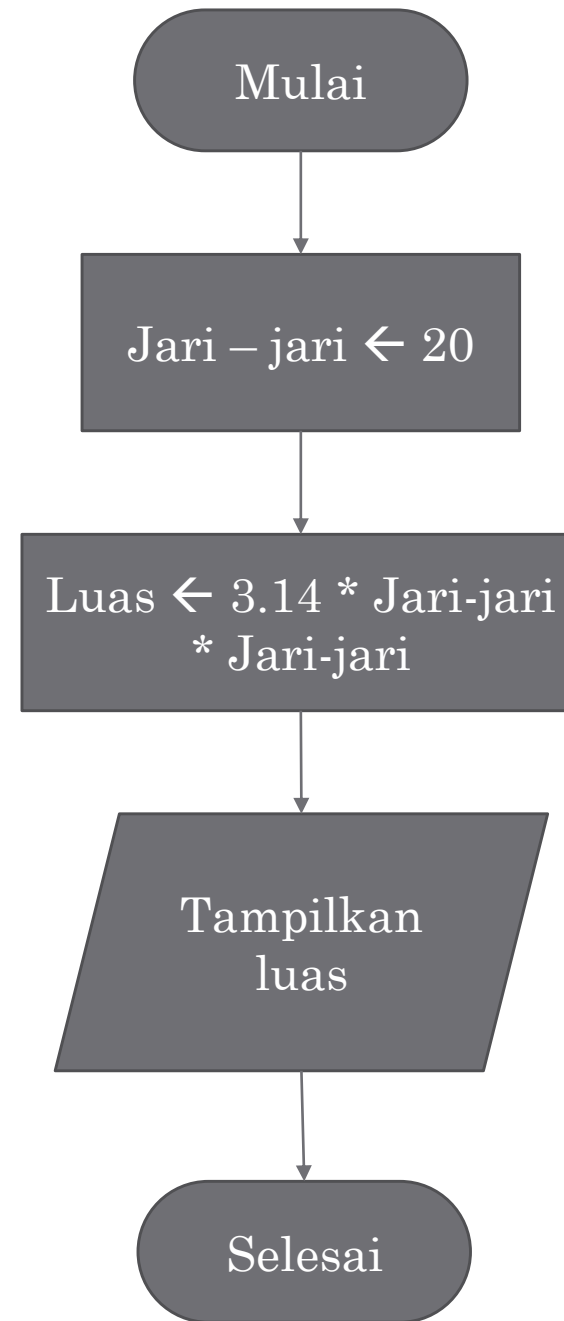 Mulai
Jari – jari ← 20
Luas ← 3.14 * Jari-jari
* Jari-jari
Tampilkan
luas
Selesai